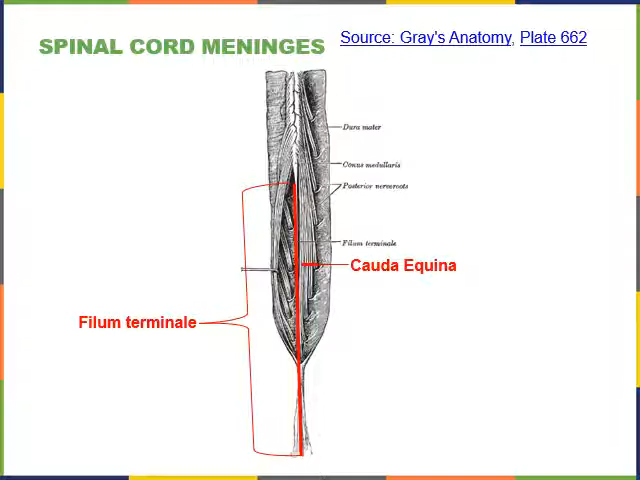 SPINAL CORD MENINGES
Source: Gray's Anatomy, Plate 662
Dura mater
Conus medullaris
Posterior nerveroots
Filum terminale
Cauda Equina
Filum terminale